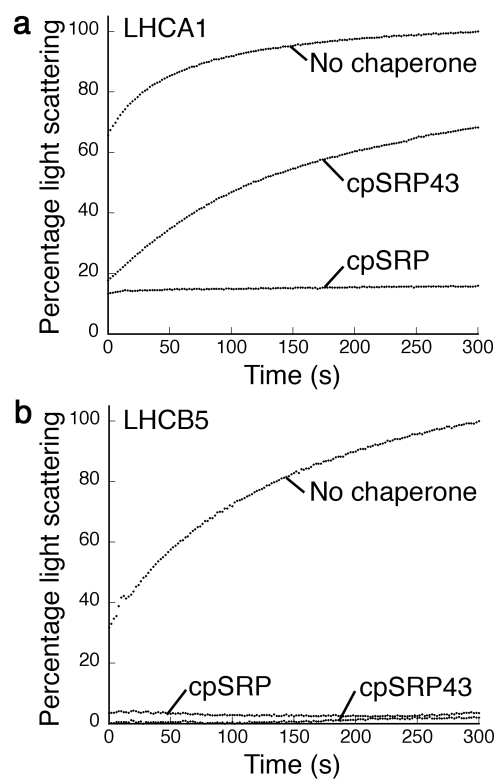 a
LHCA1
Percentage light scattering
100
80
60
40
20
0
No chaperone
cpSRP43
cpSRP
0 50 100 150 200 250 300
Time (s)
b
LHCB5
Percentage light scattering
100
80
60
40
20
0
No chaperone
cpSRP
cpSRP43
0 50 100 150 200 250 300
Time (s)